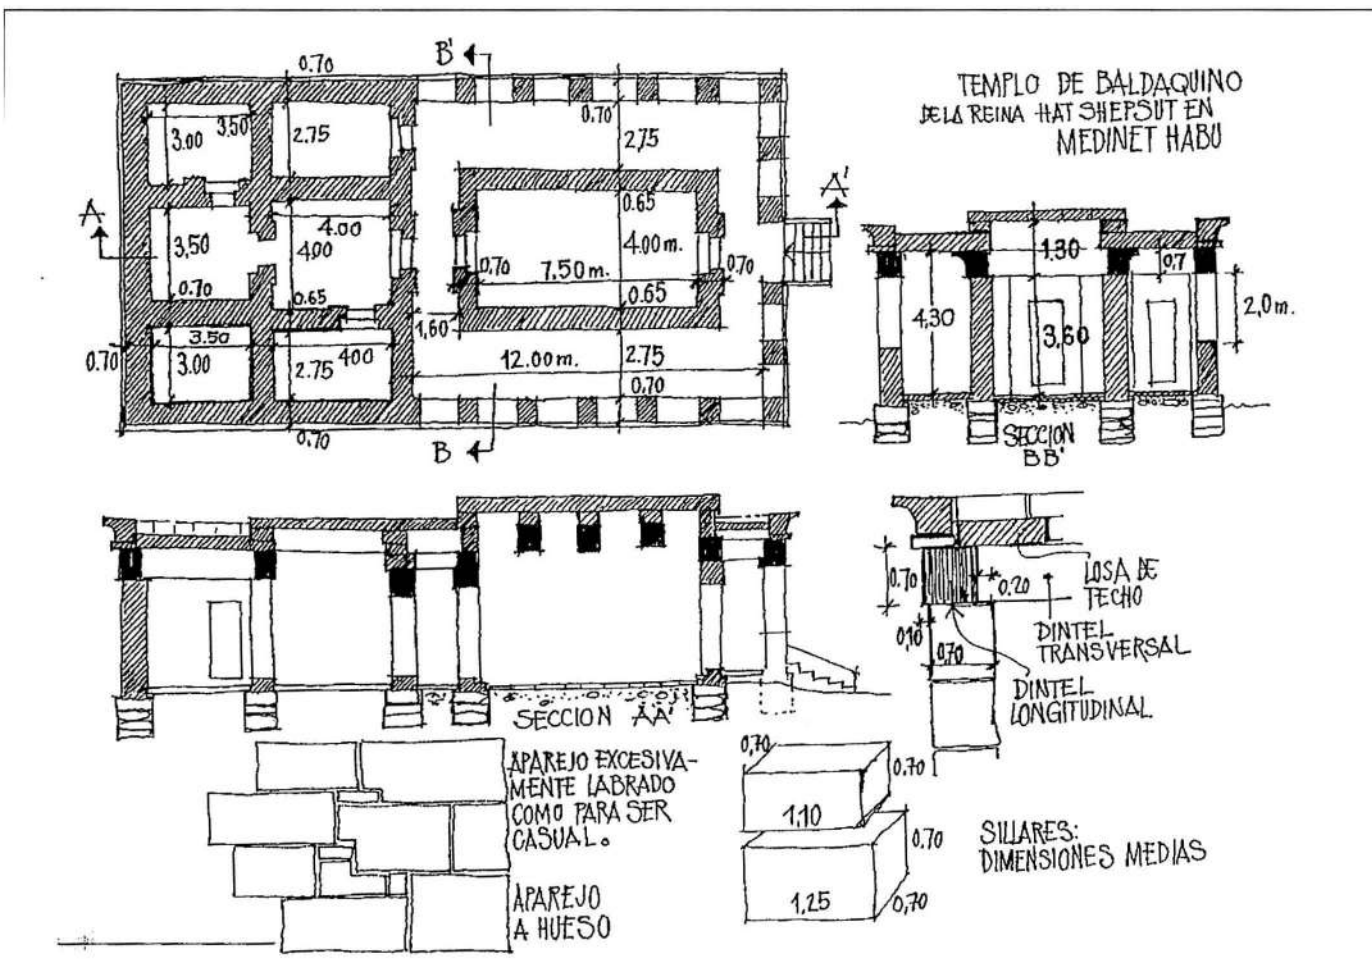 TEMPLO DE BALDAQUINO
DE LA REINA HAT SHEPSUT EN
MEDINET HABU
B'
0.70
3.50
3.00
2.75
0.70
2,75
A
A'
3,50
4.00
4.00
0.65
4.00m.
0.70
7.50m.
0.70
0.70
0.65
0.65
1,60
3.50
3.00
0.70
2.75
4.00
12.00m.
2.75
0.70
0.70
B
1,30
0.7
4,30
3,60
2,0m.
SECCION
BB'
SECCION AA'
0.70
0.20
LOSA DE
TECHO
0,10
0.70
DINTEL
TRANSVERSAL
DINTEL
LONGITUDINAL
APAREJO EXCESIVA-
MENTE LABRADO
COMO PARA SER
CASUAL.
APAREJO
A HUESO
0,70
0.70
1,10
0.70
1.25
0,70
SILLARES:
DIMENSIONES MEDIAS